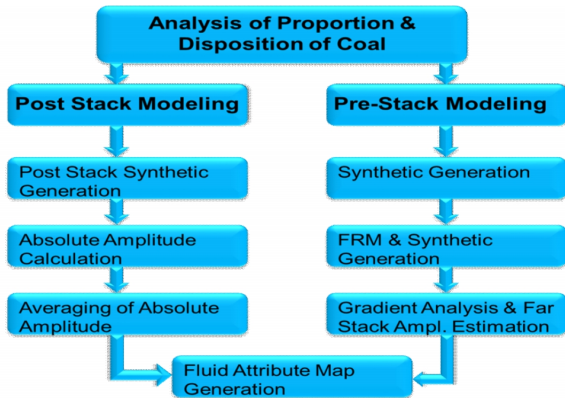 Analysis of Proportion &
Disposition of Coal
Post Stack Modeling
Pre-Stack Modeling
Post Stack Synthetic
Generation
Synthetic Generation
Absolute Amplitude
Calculation
FRM & Synthetic
Generation
Averaging of Absolute
Amplitude
Gradient Analysis & Far
Stack Ampl. Estimation
Fluid Attribute Map
Generation